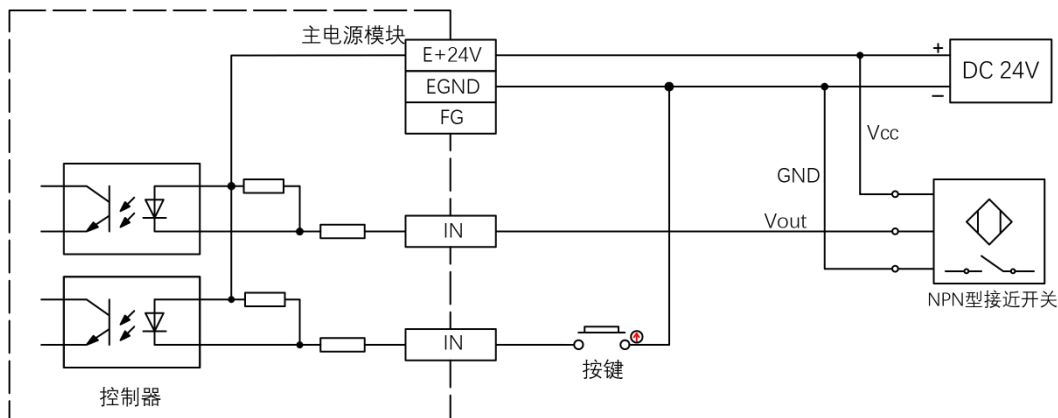 主电源模块
E+24V
EGND
FG
+
DC 24V
−
Vcc
GND
IN
Vout
NPN型接近开关
IN
按键
控制器